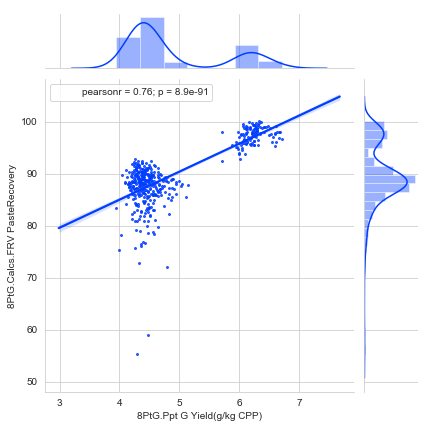 pearsonr = 0.76; p = 8.9e-91
100
90
80
70
60
50
3 4 5 6 7
8PtG.Calcs.FRV PasteRecovery
8PtG.Ppt G Yield(g/kg CPP)